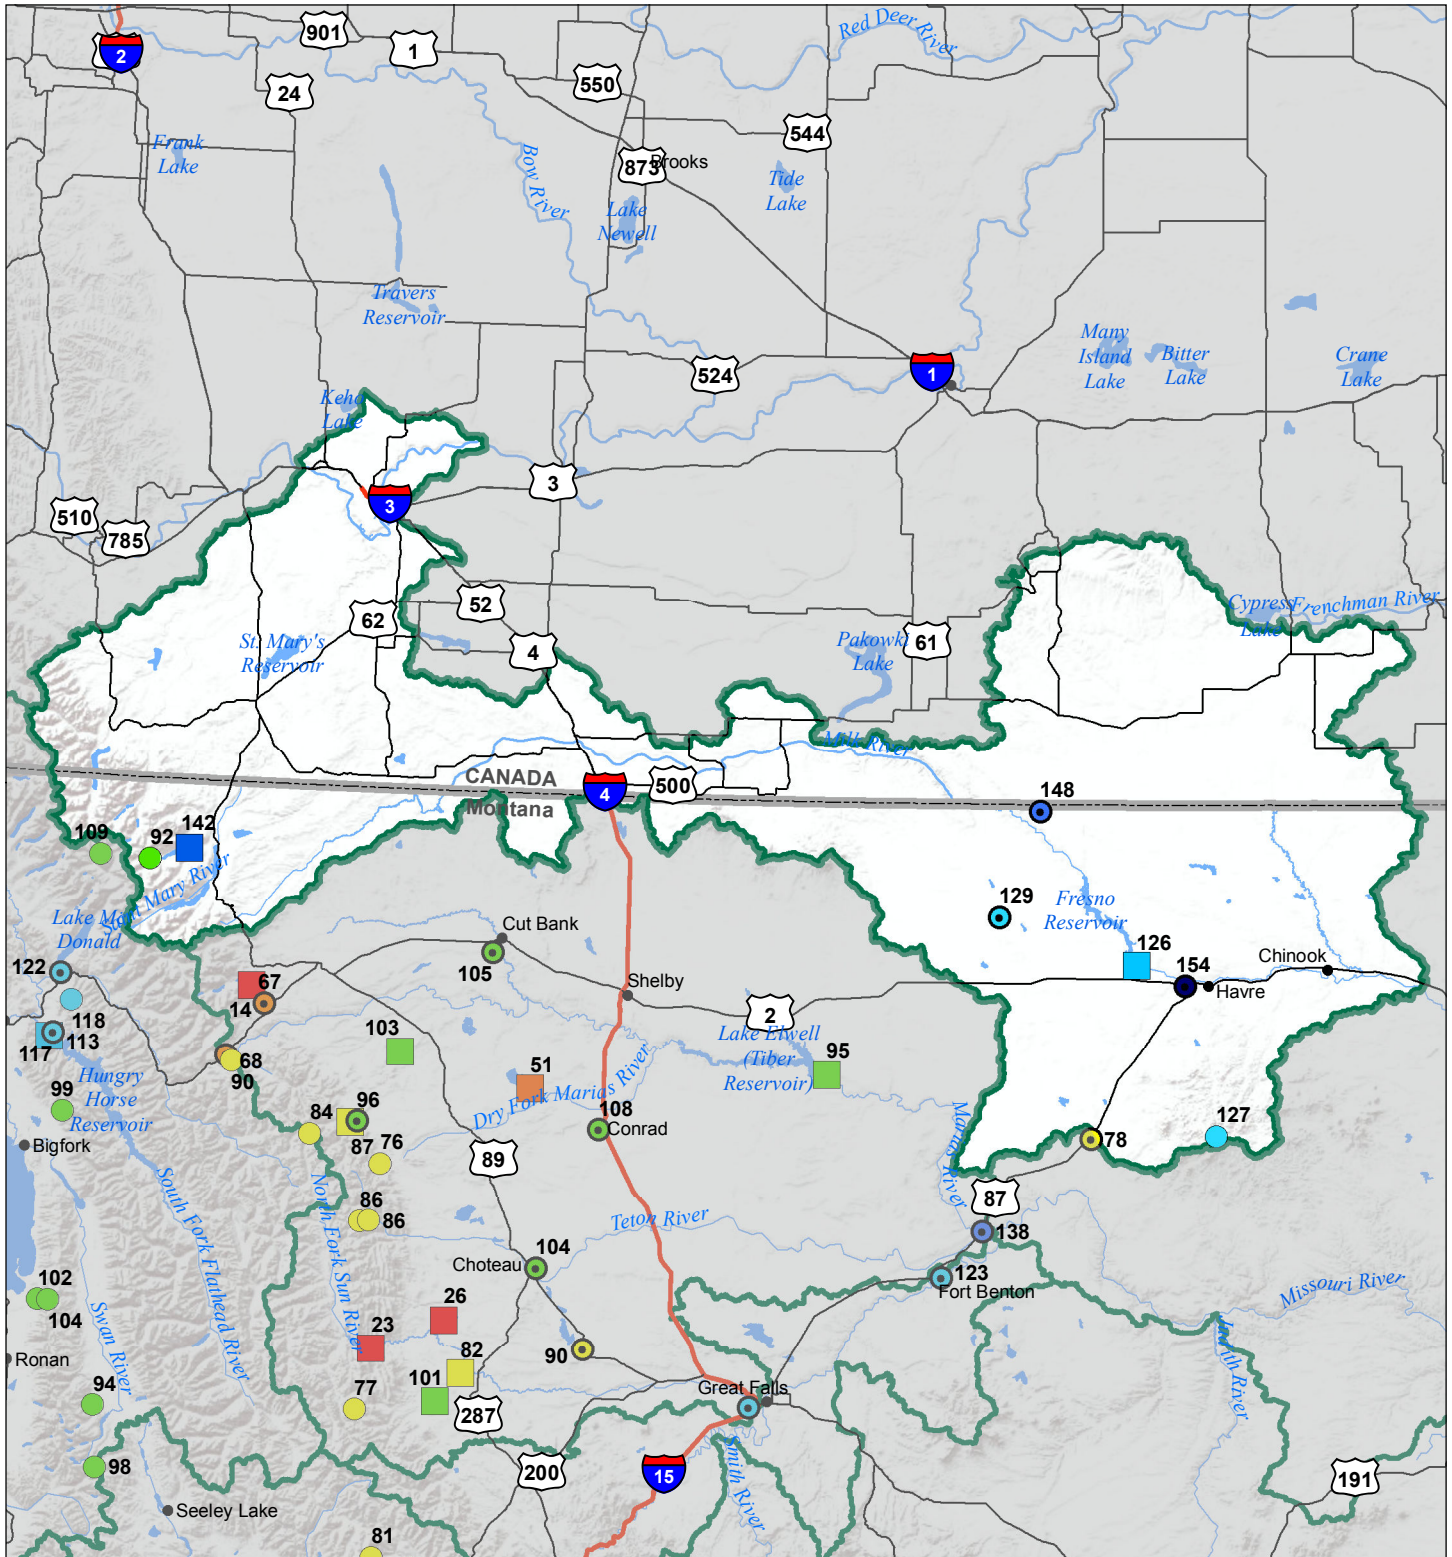 901
1
2
24
550
544
873
Brooks
Red Deer River
Frank
Lake
Bow River
Tide
Lake
Lake
Newell
Travers
Reservoir
Many
Island
Lake
Bitter
Lake
Crane
Lake
524
1
Keho
Lake
3
3
510
785
52
62
4
61
St. Mary's
Reservoir
Pakowki
Lake
Cypress
Lake
Frenchman River
Milk River
CANADA
Montana
4
500
148
109
92
142
Saint Mary River
Lake
Donald
129
Fresno
Reservoir
126
154
Chinook
Havre
Cut Bank
105
122
67
14
Shelby
2
118
117
113
103
68
90
51
Lake Elwell
(Tiber
Reservoir)
95
Hungry
Horse
Reservoir
99
Dry Fork Marias River
84
96
87
76
108
Conrad
Marias River
78
127
Bigfork
89
86
86
87
138
South Fork Flathead River
North Fork Sun River
Teton River
Choteau
104
123
Fort Benton
Missouri River
102
104
Swan River
26
23
82
90
Judith River
Ronan
94
77
101
287
Great Falls
98
200
15
Smith River
191
Seeley Lake
81